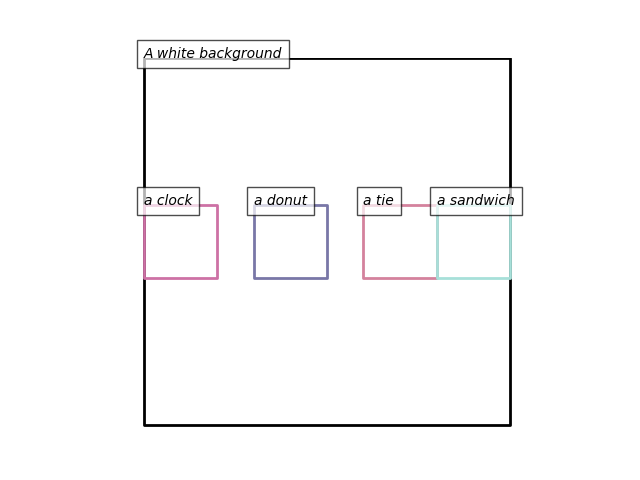 A white background
a clock
a donut
a tie
a sandwich